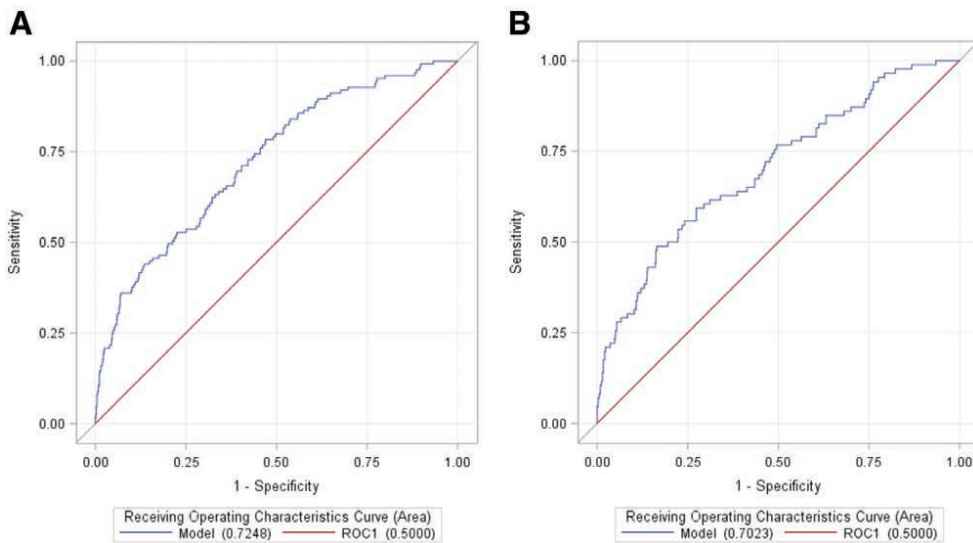 A
1.00
0.75
0.50
0.25
0.00
Sensitivity
0.00 0.25 0.50 0.75 1.00
1 - Specificity
Receiving Operating Characteristics Curve (Area)
Model (0.7248) ROC1 (0.5000)
B
1.00
0.75
0.50
0.25
0.00
Sensitivity
0.00 0.25 0.50 0.75 1.00
1 - Specificity
Receiving Operating Characteristics Curve (Area)
Model (0.7023) ROC1 (0.5000)